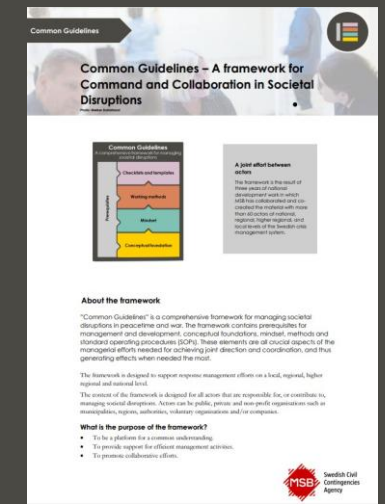 Common Guidelines
Common Guidelines – A framework for
Command and Collaboration in Societal
Disruptions
Common Guidelines
A comprehensive framework for managing
societal disruptions
Prerequisites
Checklists and templates
Working methods
Mindset
Conceptual foundation
A joint effort between
actors
The framework is the result of
three years of national
development work in which
MSB has collaborated and co-
created the material with more
than 60 actors of national,
regional, higher regional, and
local levels of the Swedish crisis
management system.
About the framework
"Common Guidelines" is a comprehensive framework for managing societal
disruptions in peacetime and war. The framework contains prerequisites for
management and development, conceptual foundations, mindset, methods and
standard operating procedures (SOPs). These elements are all crucial aspects of the
managerial efforts needed for achieving joint direction and coordination, and thus
generating effects when needed the most.
The framework is designed to support response management efforts on a local, regional, higher
regional and national level.
The content of the framework is designed for all actors that are responsible for, or contribute to,
managing societal disruptions. Actors can be public, private and non-profit organisations such as
municipalities, regions, authorities, voluntary organisations and/or companies.
What is the purpose of the framework?
• To be a platform for a common understanding.
• To provide support for efficient management activities.
• To promote collaborative efforts.
MSB
Swedish Civil
Contingencies
Agency